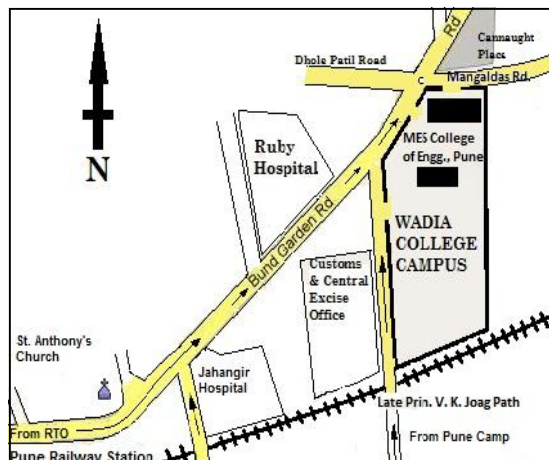 Rd
Cannaught
Place
Dhole Patil Road
C
Mangaldas Rd.
MES College
of Engg., Pune
Ruby
Hospital
N
WADIA
COLLEGE
CAMPUS
Bund Garden Rd
Customs
& Central
Excise
Office
St. Anthony's
Church
Jahangir
Hospital
Late Prin. V. K. Joag Path
From RTO
From Pune Camp
Pune Railway Station